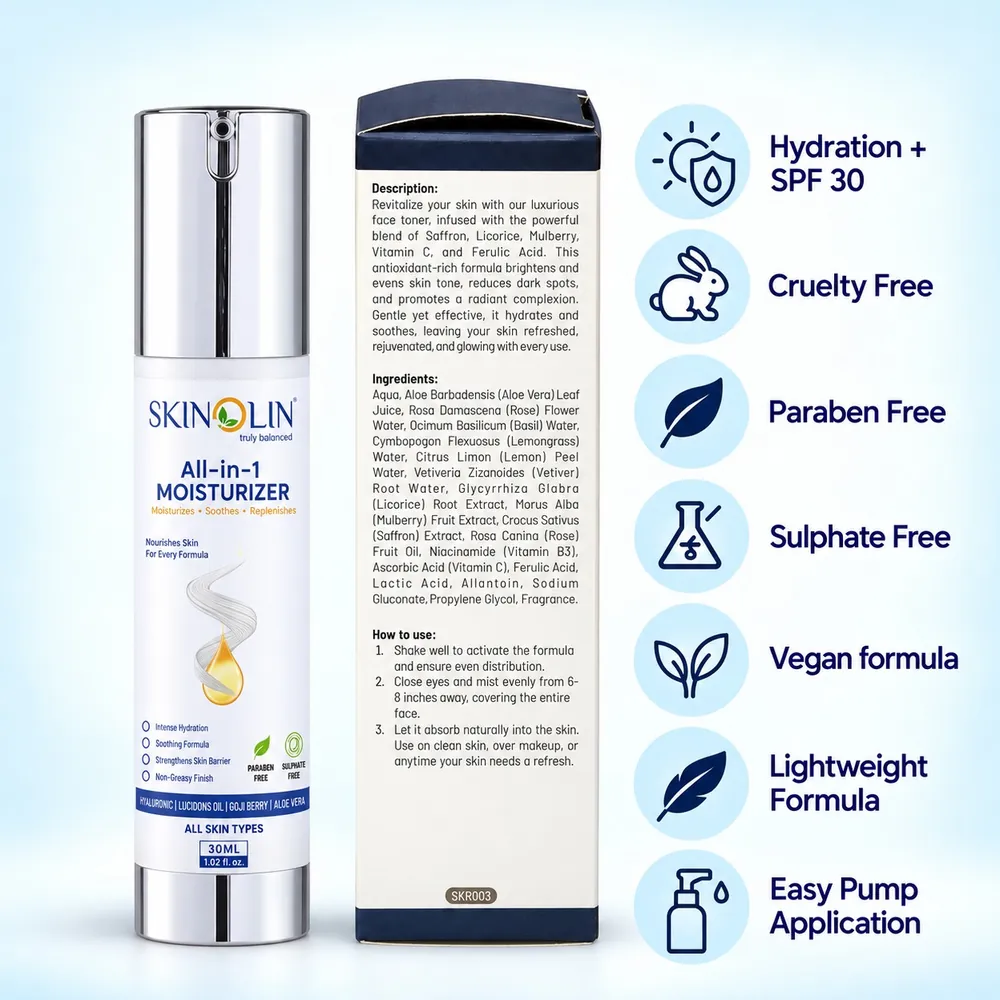 SKINOLIN®
truly balanced
All-in-1
MOISTURIZER
Moisturizes • Soothes • Replenishes
Nourishes Skin
For Every Formula
Intense Hydration
Soothing Formula
Strengthens Skin Barrier
Non-Greasy Finish
PARABEN
FREE
SULPHATE
FREE
HYALURONIC | LUCIDONS OIL | GOJI BERRY | ALOE VERA
ALL SKIN TYPES
30ML
1.02 fl. oz.
Description:
Revitalize your skin with our luxurious
face toner, infused with the powerful
blend of Saffron, Licorice, Mulberry,
Vitamin C, and Ferulic Acid. This
antioxidant-rich formula brightens and
evens skin tone, reduces dark spots,
and promotes a radiant complexion.
Gentle yet effective, it hydrates and
soothes, leaving your skin refreshed,
rejuvenated, and glowing with every use.
Ingredients:
Aqua, Aloe Barbadensis (Aloe Vera) Leaf
Juice, Rosa Damascena (Rose) Flower
Water, Ocimum Basilicum (Basil) Water,
Cymbopogon Flexuosus (Lemongrass)
Water, Citrus Limon (Lemon) Peel
Water, Vetiveria Zizanoides (Vetiver)
Root Water, Glycyrrhiza Glabra
(Licorice) Root Extract, Morus Alba
(Mulberry) Fruit Extract, Crocus Sativus
(Saffron) Extract, Rosa Canina (Rose)
Fruit Oil, Niacinamide (Vitamin B3),
Ascorbic Acid (Vitamin C), Ferulic Acid,
Lactic Acid, Allantoin, Sodium
Gluconate, Propylene Glycol, Fragrance.
How to use:
1. Shake well to activate the formula
and ensure even distribution.
2. Close eyes and mist evenly from 6-
8 inches away, covering the entire
face.
3. Let it absorb naturally into the skin.
Use on clean skin, over makeup, or
anytime your skin needs a refresh.
SKR003
Hydration +
SPF 30
Cruelty Free
Paraben Free
Sulphate Free
Vegan formula
Lightweight
Formula
Easy Pump
Application